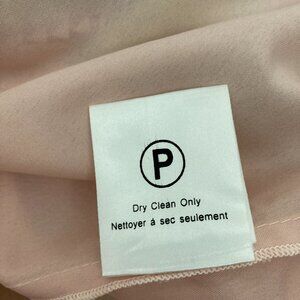 P
Dry Clean Only
Nettoyer à sec seulement